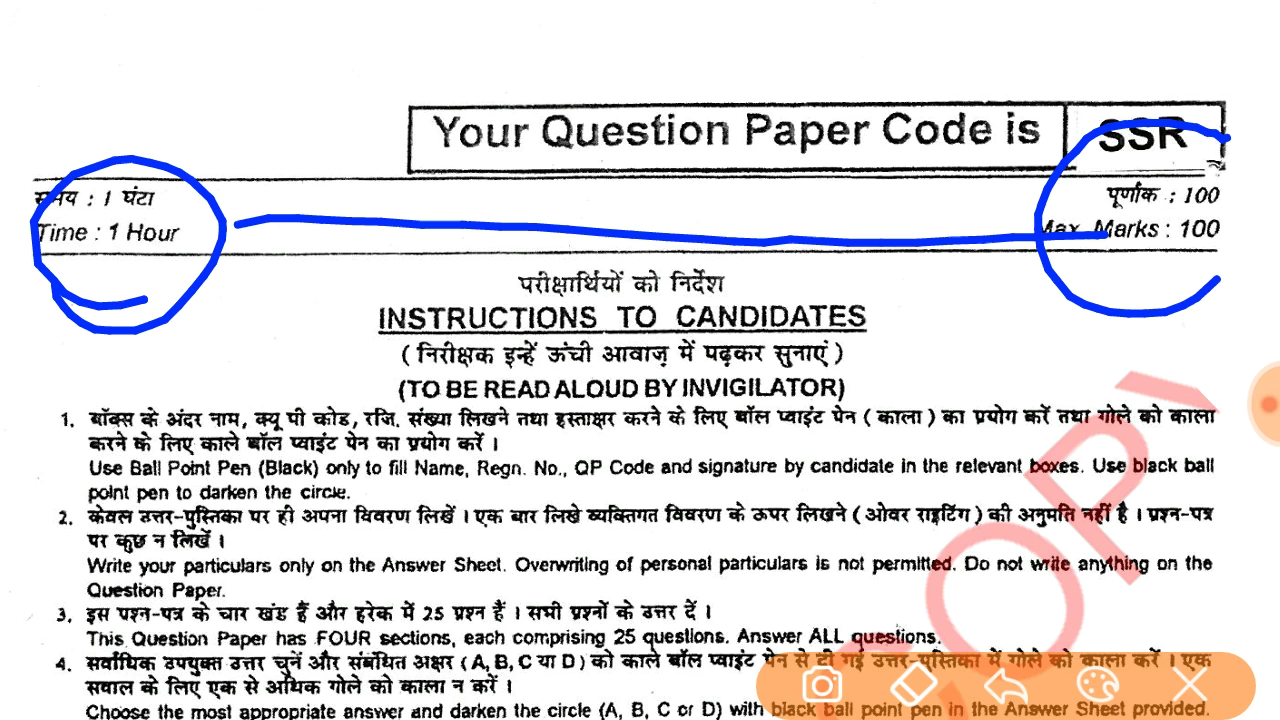 Your Question Paper Code is SSR
समय : 1 घंटा पूर्णांक : 100
Time : 1 Hour Max. Marks : 100
परीक्षार्थियों को निर्देश
INSTRUCTIONS TO CANDIDATES
( निरीक्षक इन्हें ऊंची आवाज़ में पढ़कर सुनाएं )
(TO BE READ ALOUD BY INVIGILATOR)
1. बॉक्स के अंदर नाम, क्यू पी कोड, रजि. संख्या लिखने तथा हस्ताक्षर करने के लिए बॉल प्वाइंट पेन ( काला ) का प्रयोग करें तथा गोले को काला
करने के लिए काले बॉल प्वाइंट पेन का प्रयोग करें ।
Use Ball Point Pen (Black) only to fill Name, Regn. No., QP Code and signature by candidate in the relevant boxes. Use black ball
point pen to darken the circle.
2. केवल उत्तर-पुस्तिका पर ही अपना विवरण लिखें । एक बार लिखे व्यक्तिगत विवरण के ऊपर लिखने ( ओवर राइटिंग ) की अनुमति नहीं है । प्रश्न-पत्र
पर कुछ न लिखें ।
Write your particulars only on the Answer Sheet. Overwriting of personal particulars is not permitted. Do not write anything on the
Question Paper.
3. इस प्रश्न-पत्र के चार खंड हैं और हरेक में 25 प्रश्न हैं । सभी प्रश्नों के उत्तर दें ।
This Question Paper has FOUR sections, each comprising 25 questions. Answer ALL questions.
4. सर्वाधिक उपयुक्त उत्तर चुनें और संबंधित अक्षर ( A, B, C या D ) को काले बॉल प्वाइंट पेन से दी गई उत्तर-पुस्तिका में गोले को काला करें । एक
सवाल के लिए एक से अधिक गोले को काला न करें ।
Choose the most appropriate answer and darken the circle (A, B, C or D) with black ball point pen in the Answer Sheet provided.